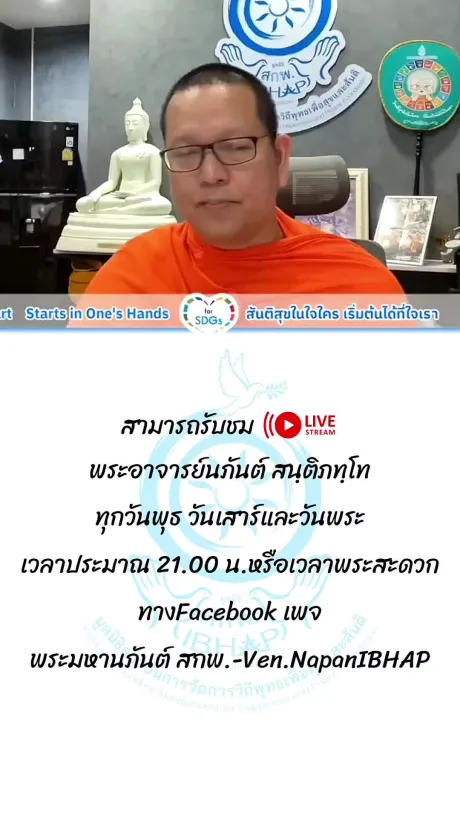 สกพ.
IBHAP
rt Starts in One's Hands for SDGs สันติสุขในใจใคร เริ่มต้นได้ที่ใจเรา
สามารถรับชม LIVE STREAM
พระอาจารย์นภันต์ สนฺติภทฺโท
ทุกวันพุธ วันเสาร์และวันพระ
เวลาประมาณ 21.00 น.หรือเวลาพระสะดวก
ทางFacebook เพจ
พระมหานภันต์ สกพ.-Ven.NapanIBHAP
(IBHAP)